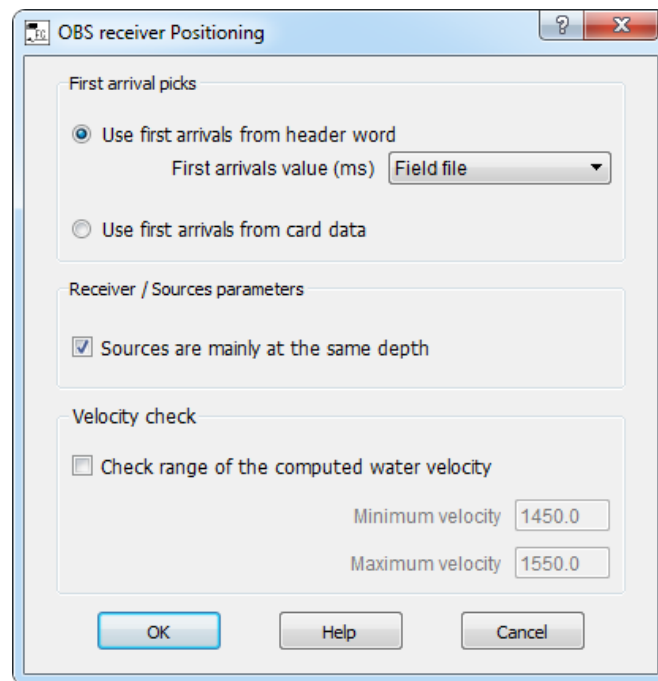 OBS receiver Positioning
First arrival picks
Use first arrivals from header word
First arrivals value (ms) Field file
Use first arrivals from card data
Receiver / Sources parameters
Sources are mainly at the same depth
Velocity check
Check range of the computed water velocity
Minimum velocity 1450.0
Maximum velocity 1550.0
OK Help Cancel